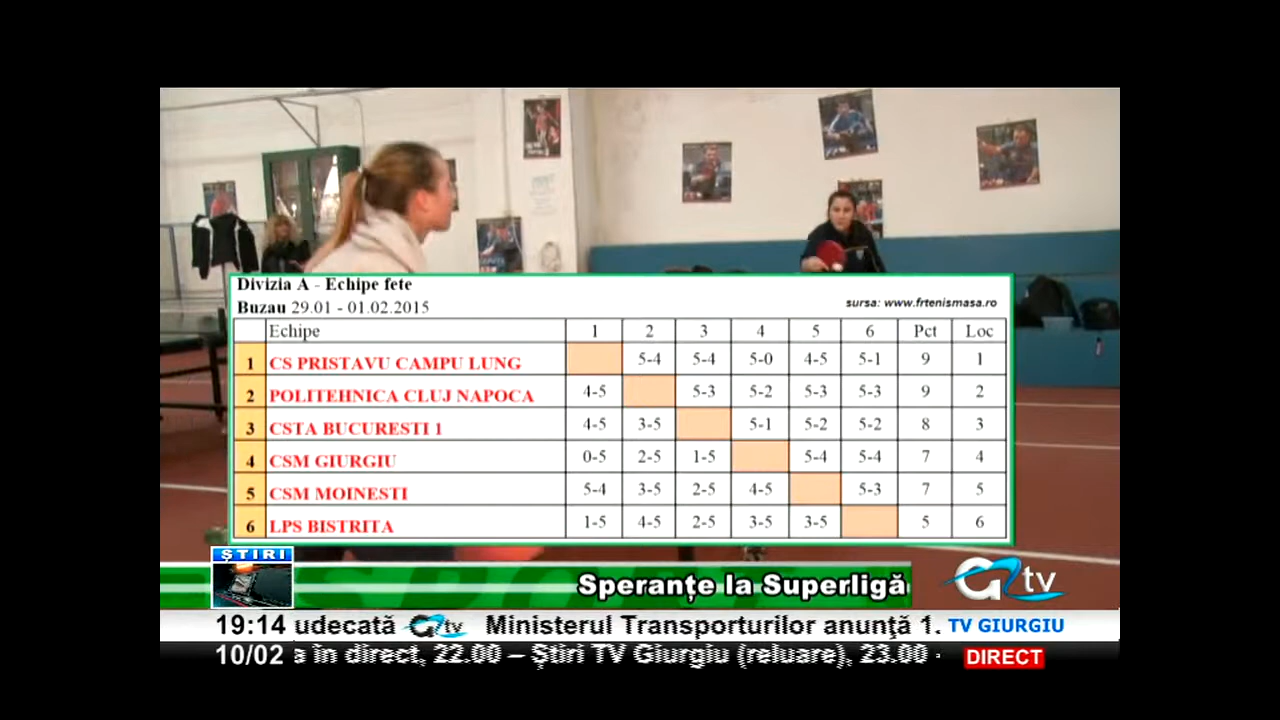 Divizia A - Echipe fete
Buzau 29.01 - 01.02.2015
sursa: www.frtenismasa.ro
Echipe 1 2 3 4 5 6 Pct Loc
1 CS PRISTAVU CAMPU LUNG 5-4 5-4 5-0 4-5 5-1 9 1
2 POLITEHNICA CLUJ NAPOCA 4-5 5-3 5-2 5-3 5-3 9 2
3 CSTA BUCURESTI 1 4-5 3-5 5-1 5-2 5-2 8 3
4 CSM GIURGIU 0-5 2-5 1-5 5-4 5-4 7 4
5 CSM MOINESTI 5-4 3-5 2-5 4-5 5-3 7 5
6 LPS BISTRITA 1-5 4-5 2-5 3-5 3-5 5 6
ŞTIRI
Speranțe la Superligă
G tv
19:14 udecată G tv Ministerul Transporturilor anunţă 1. TV GIURGIU
10/02 a în direct, 22.00 – Ştiri TV Giurgiu (reluare), 23.00 - DIRECT